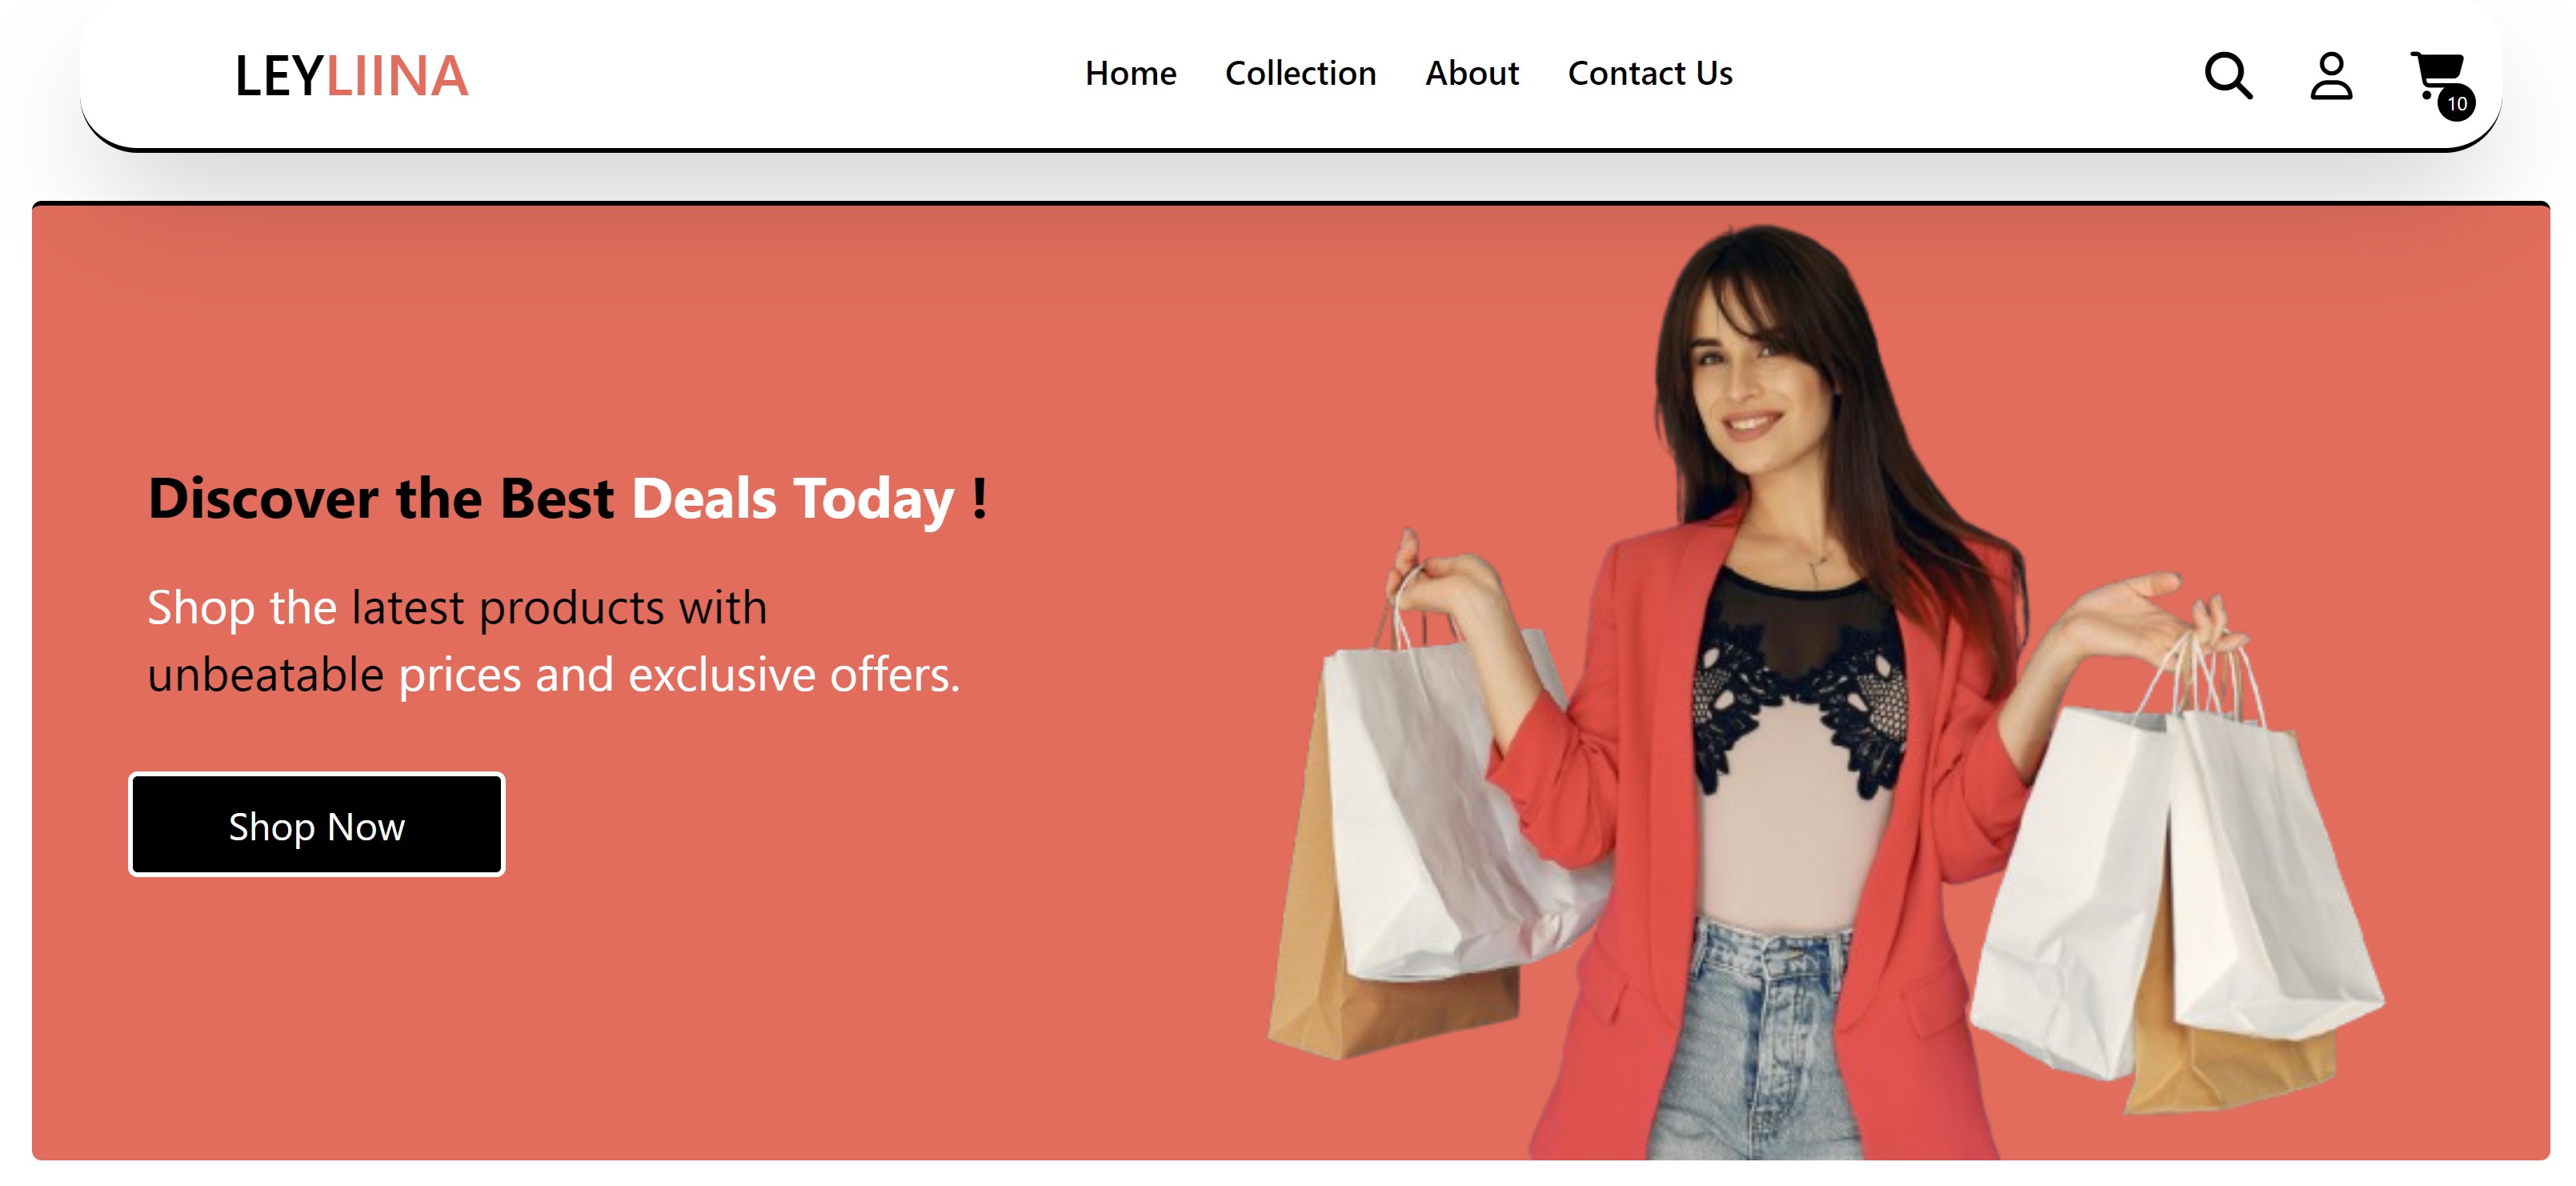 LEYLIINA
Home Collection About Contact Us
10
Discover the Best Deals Today !
Shop the latest products with
unbeatable prices and exclusive offers.
Shop Now